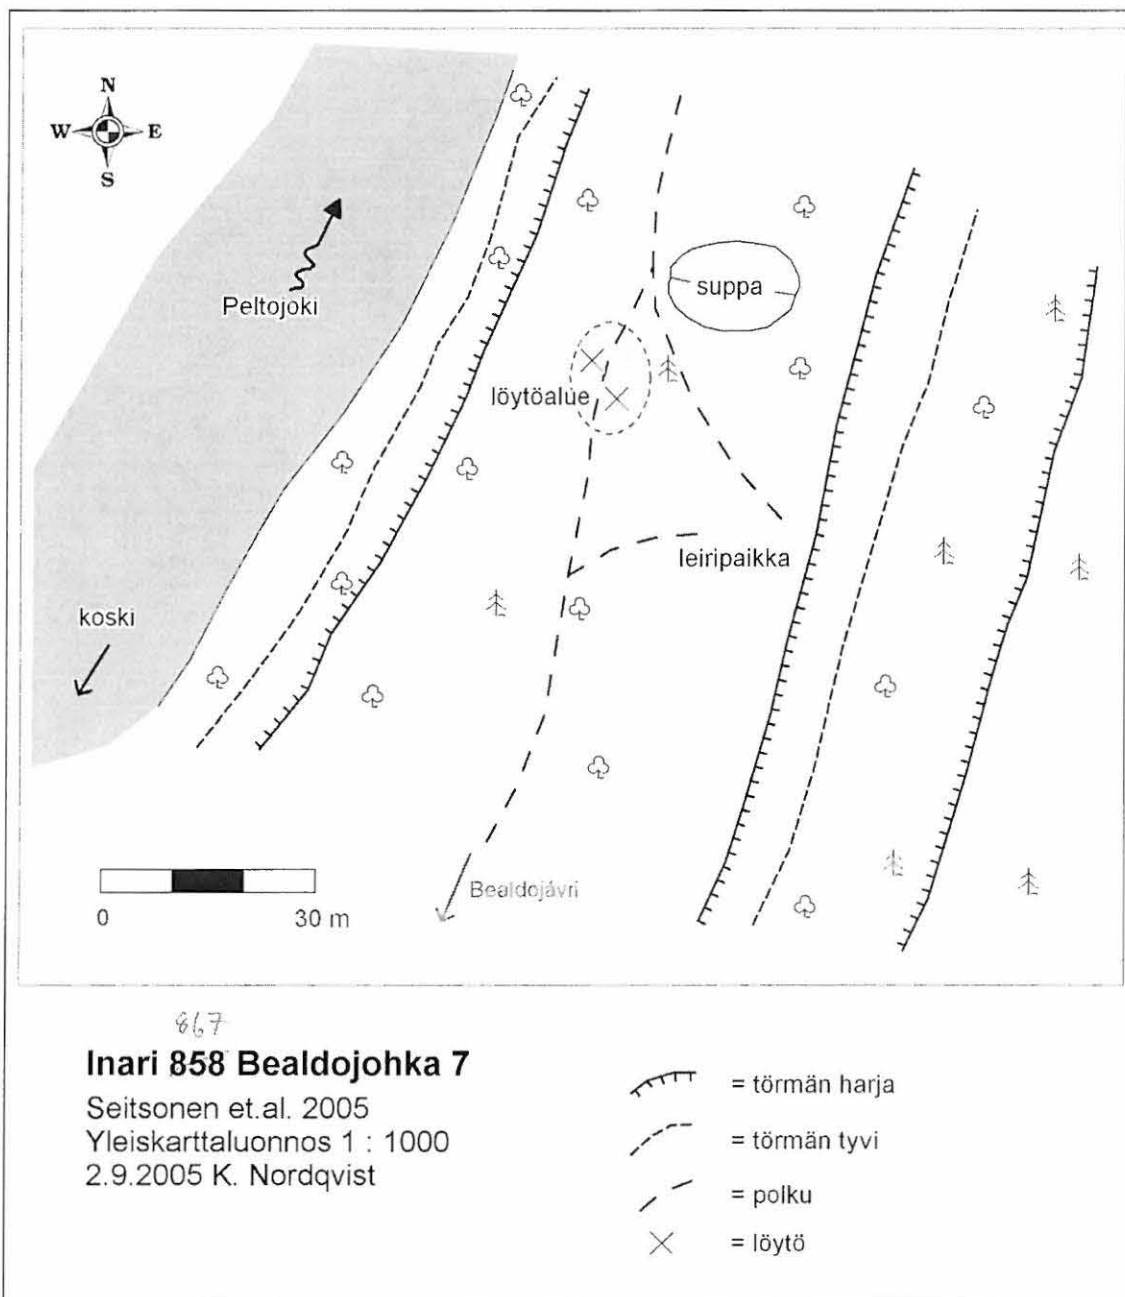 N
W E
S
Peltojoki
suppa
löytöalue
leiripaikka
koski
Bealdojávri
0 30 m
867
Inari 858 Bealdojohka 7
Seitsonen et.al. 2005
Yleiskarttaluonnos 1 : 1000
2.9.2005 K. Nordqvist
= törmän harja
= törmän tyvi
= polku
= löytö